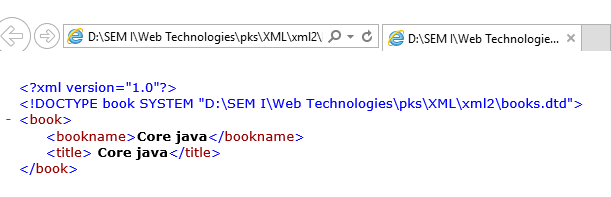 D:\SEM I\Web Technologies\pks\XML\xml2\
D:\SEM I\Web Technologie...
<?xml version="1.0"?>
<!DOCTYPE book SYSTEM "D:\SEM I\Web Technologies\pks\XML\xml2\books.dtd">
- <book>
<bookname>Core java</bookname>
<title> Core java</title>
</book>